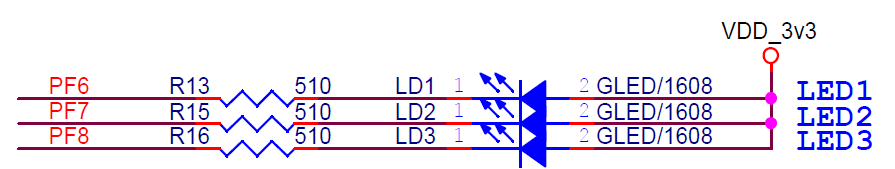 VDD_3v3
PF6 R13 510 LD1 1 2 GLED/1608 LED1
PF7 R15 510 LD2 1 2 GLED/1608 LED2
PF8 R16 510 LD3 1 2 GLED/1608 LED3